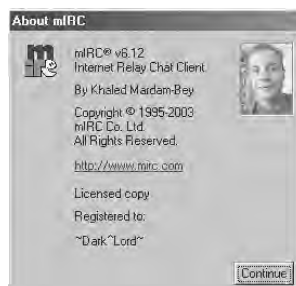 About mIRC
mIRC® v6.12
Internet Relay Chat Client
By Khaled Mardam-Bey
Copyright © 1995-2003
mIRC Co. Ltd.
All Rights Reserved.
http://www.mirc.com
Licensed copy
Registered to:
~Dark^Lord~
Continue